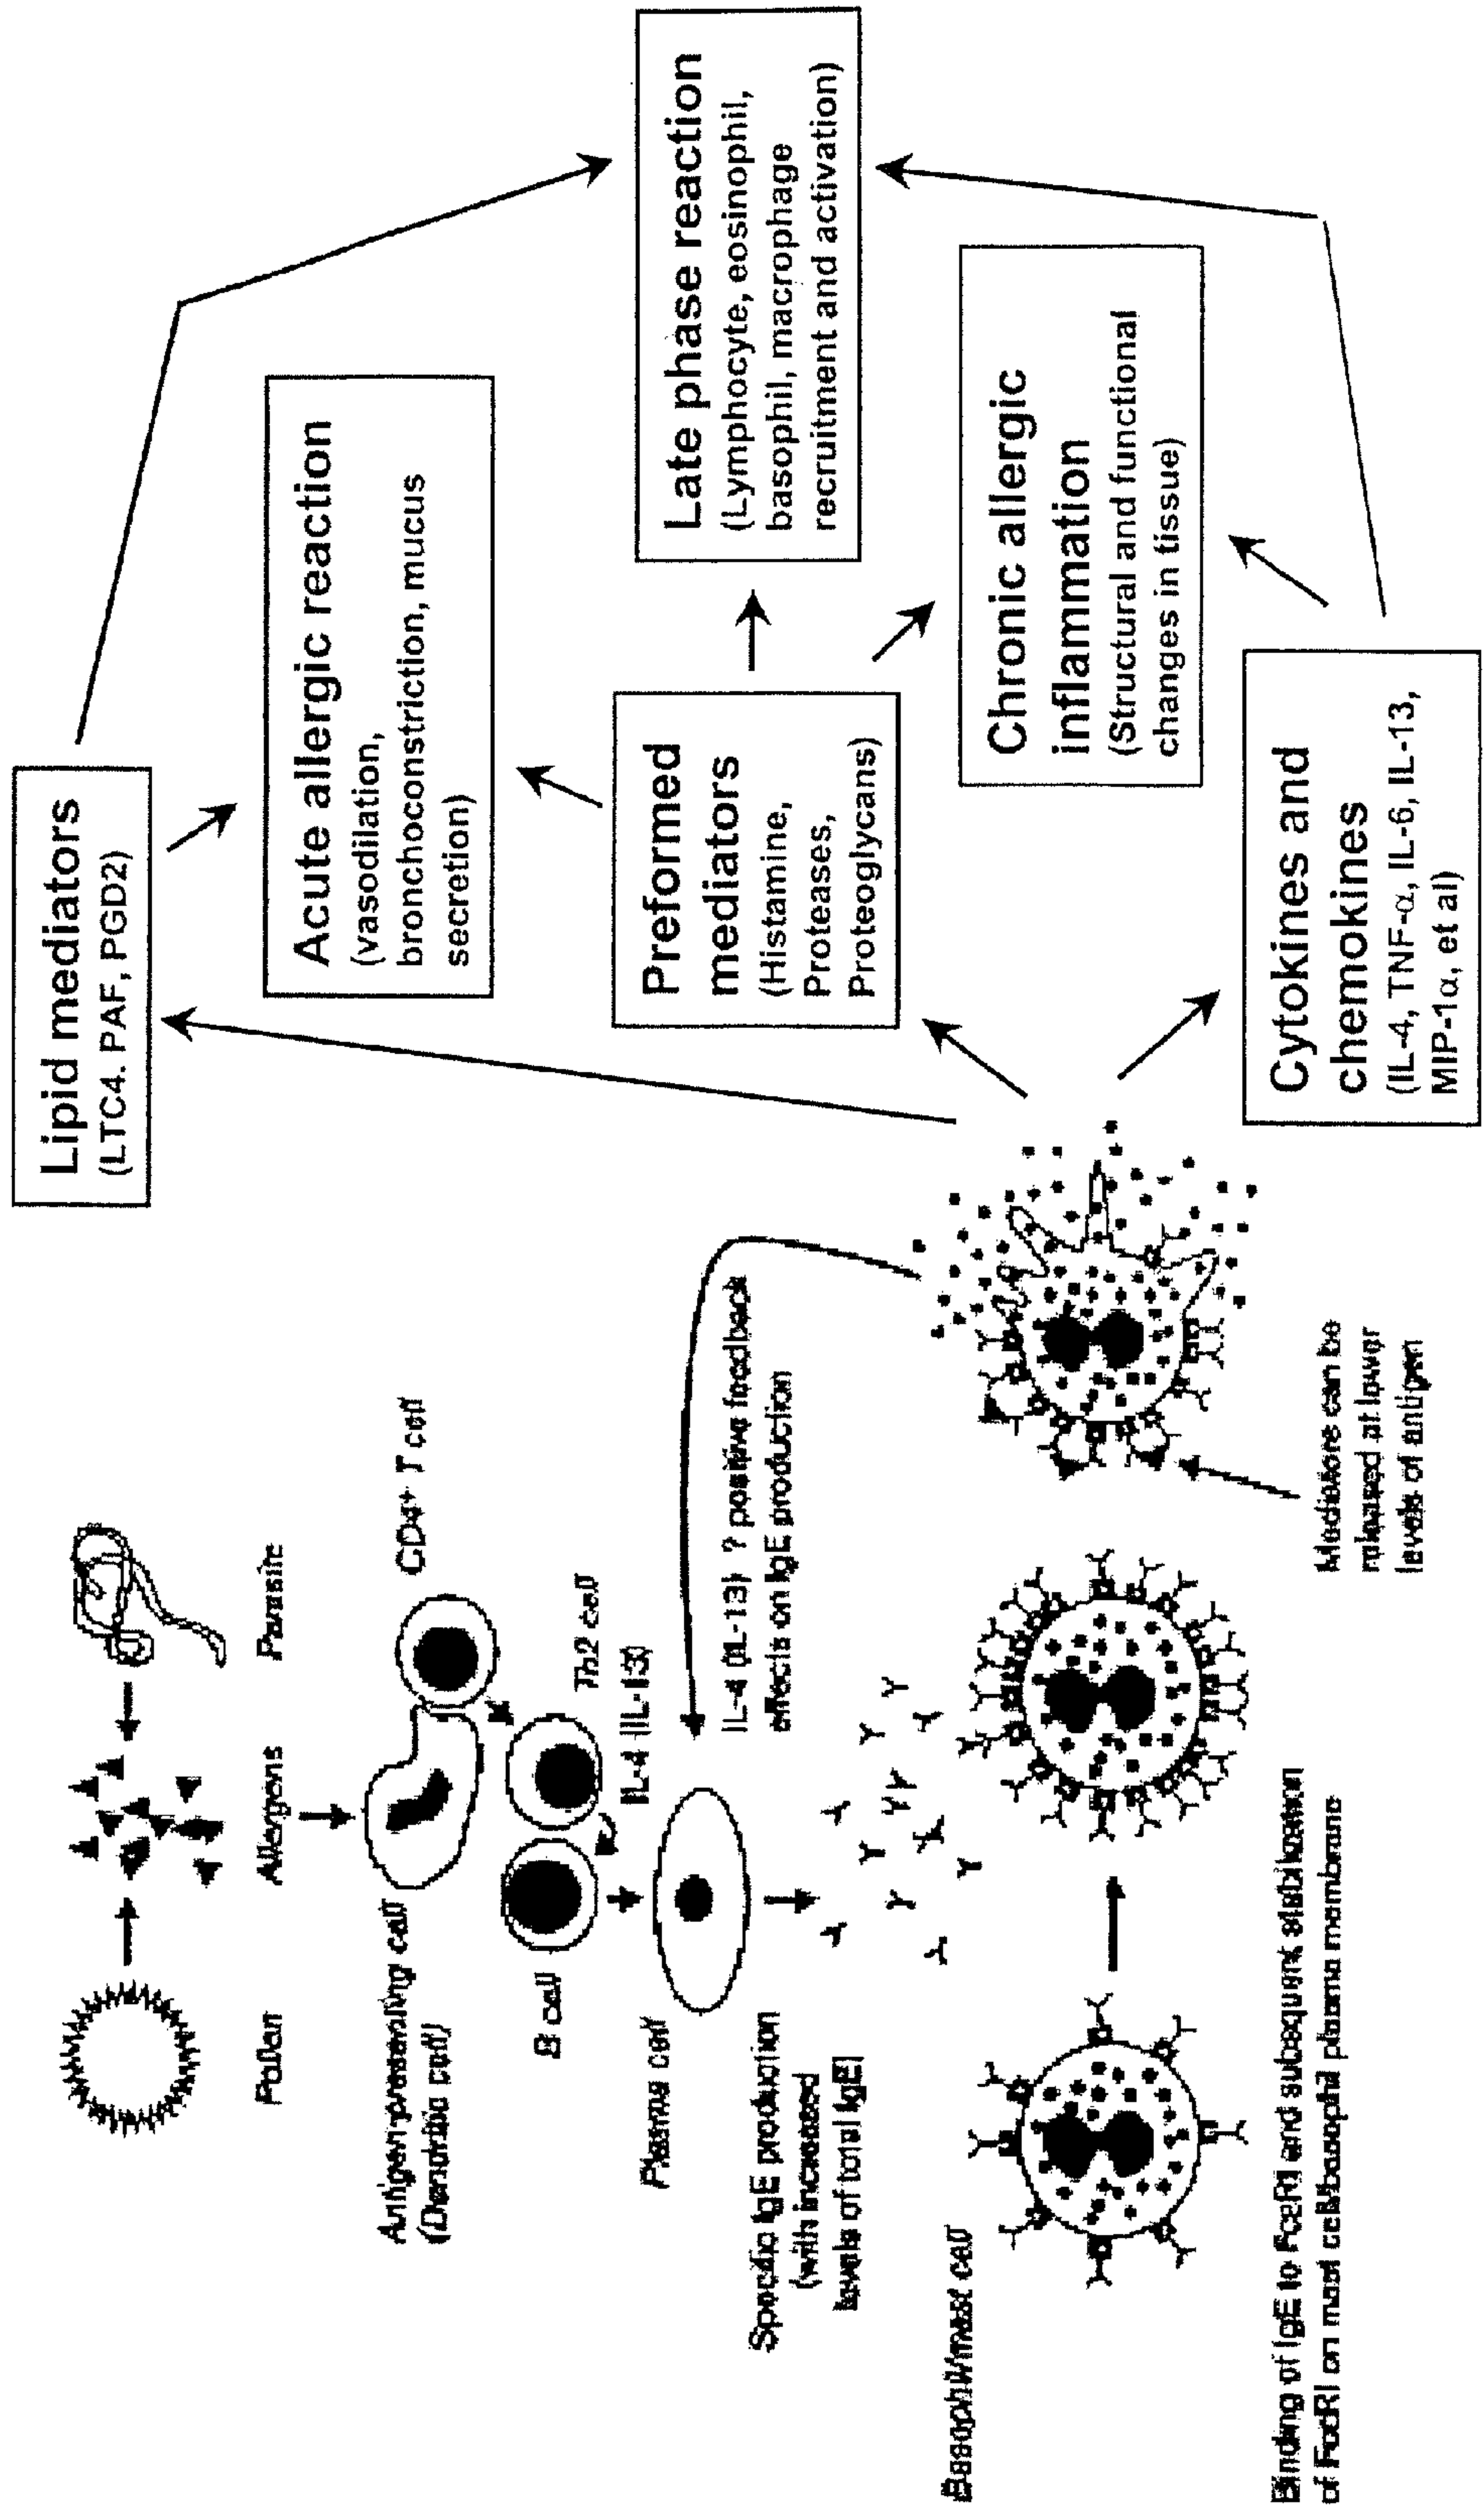 Pollen
Allergens
Parasite
Antigen-presenting cell
(Dendritic cell)
CD4+ T cell
B cell
Th2 cell
IL-4 (IL-13)
Plasma cell
Specific IgE production
(with increased
levels of total IgE)
IL-4 (IL-13) ? positive feedback
effects on IgE production
Basophil/mast cell
Binding of IgE to FcεRI and subsequent stabilization
of FcεRI on mast cell/basophil plasma membrane
Mediators can be
released at lower
levels of antigen
Lipid mediators
(LTC4. PAF, PGD2)
Acute allergic reaction
(vasodilation,
bronchoconstriction, mucus
secretion)
Preformed
mediators
(Histamine,
Proteases,
Proteoglycans)
Late phase reaction
(Lymphocyte, eosinophil,
basophil, macrophage
recruitment and activation)
Chronic allergic
inflammation
(Structural and functional
changes in tissue)
Cytokines and
chemokines
(IL-4, TNF-α, IL-6, IL-13,
MIP-1α, et al)